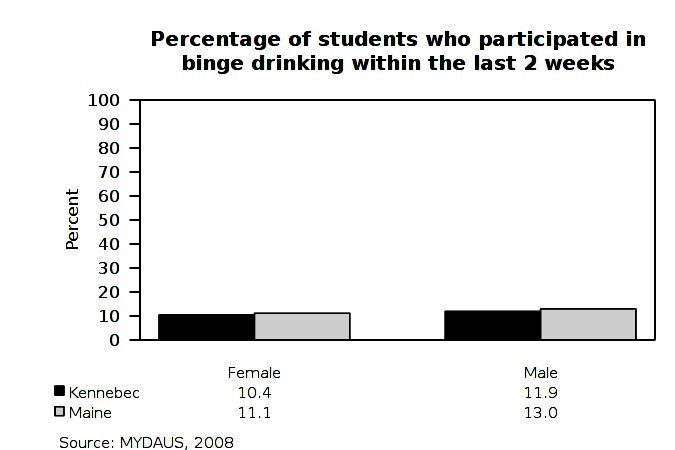 Percentage of students who participated in
binge drinking within the last 2 weeks
100
90
80
70
60
50
40
30
20
10
0
Percent
Female Male
Kennebec 10.4 11.9
Maine 11.1 13.0
Source: MYDAUS, 2008